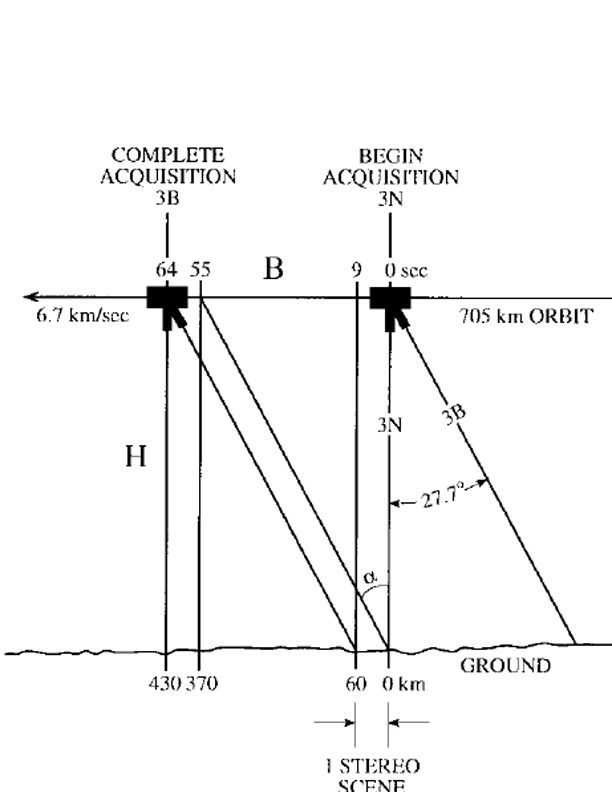 COMPLETE
ACQUISITION
3B
BEGIN
ACQUISITION
3N
64 55 B 9 0 sec
6.7 km/sec
705 km ORBIT
3B
3N
H
27.7°
α
GROUND
430 370 60 0 km
1 STEREO
SCENE